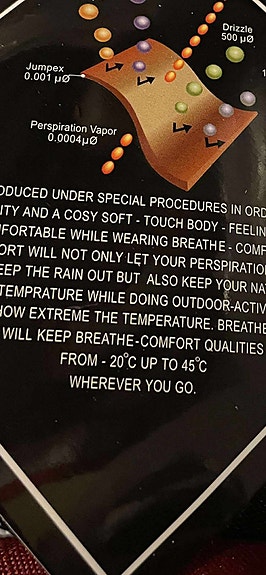 Drizzle
500 µØ
1
Jumpex
0.001 µØ
Perspiration Vapor
0.0004µØ
ODUCED UNDER SPECIAL PROCEDURES IN ORD
ITY AND A COSY SOFT - TOUCH BODY - FEELIN
FORTABLE WHILE WEARING BREATHE - COMF
ORT WILL NOT ONLY LET YOUR PERSPIRATIO
EEP THE RAIN OUT BUT ALSO KEEP YOUR NA
TEMPRATURE WHILE DOING OUTDOOR-ACTIV
HOW EXTREME THE TEMPERATURE. BREATHE
WILL KEEP BREATHE-COMFORT QUALITIES
FROM - 20°C UP TO 45°C
WHEREVER YOU GO.